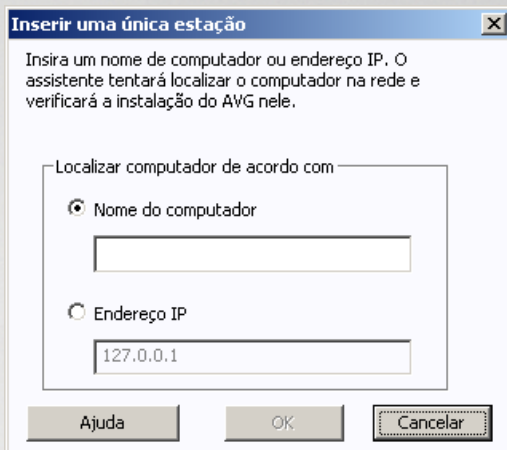 Inserir uma única estação
Insira um nome de computador ou endereço IP. O
assistente tentará localizar o computador na rede e
verificará a instalação do AVG nele.
Localizar computador de acordo com
Nome do computador
Endereço IP
127.0.0.1
Ajuda
OK
Cancelar